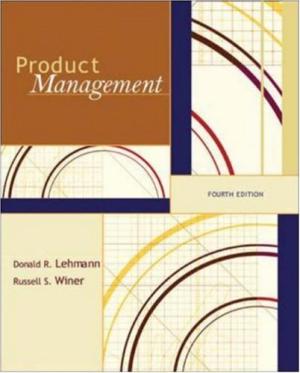 Product
Management
FOURTH EDITION
Donald R. Lehmann
Russell S. Winer